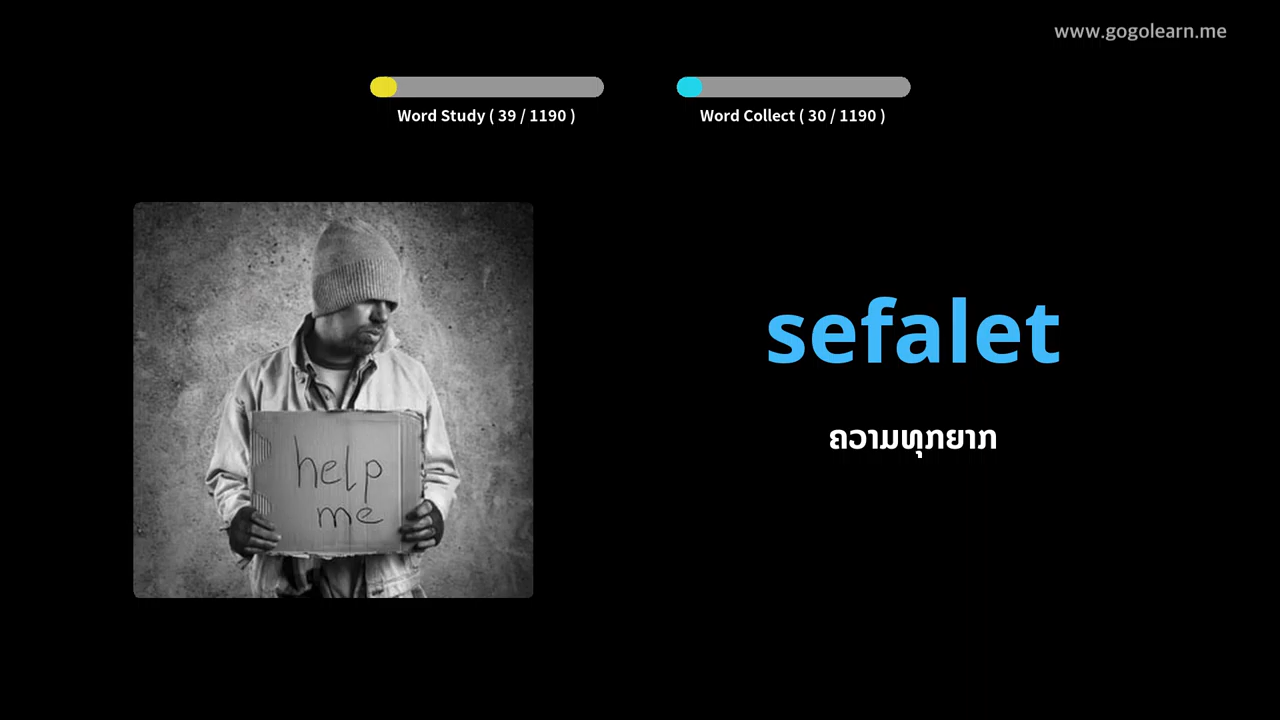 www.gogolearn.me
Word Study ( 39 / 1190 )
Word Collect ( 30 / 1190 )
help
me
sefalet
ຄວາມທຸກຍາກ